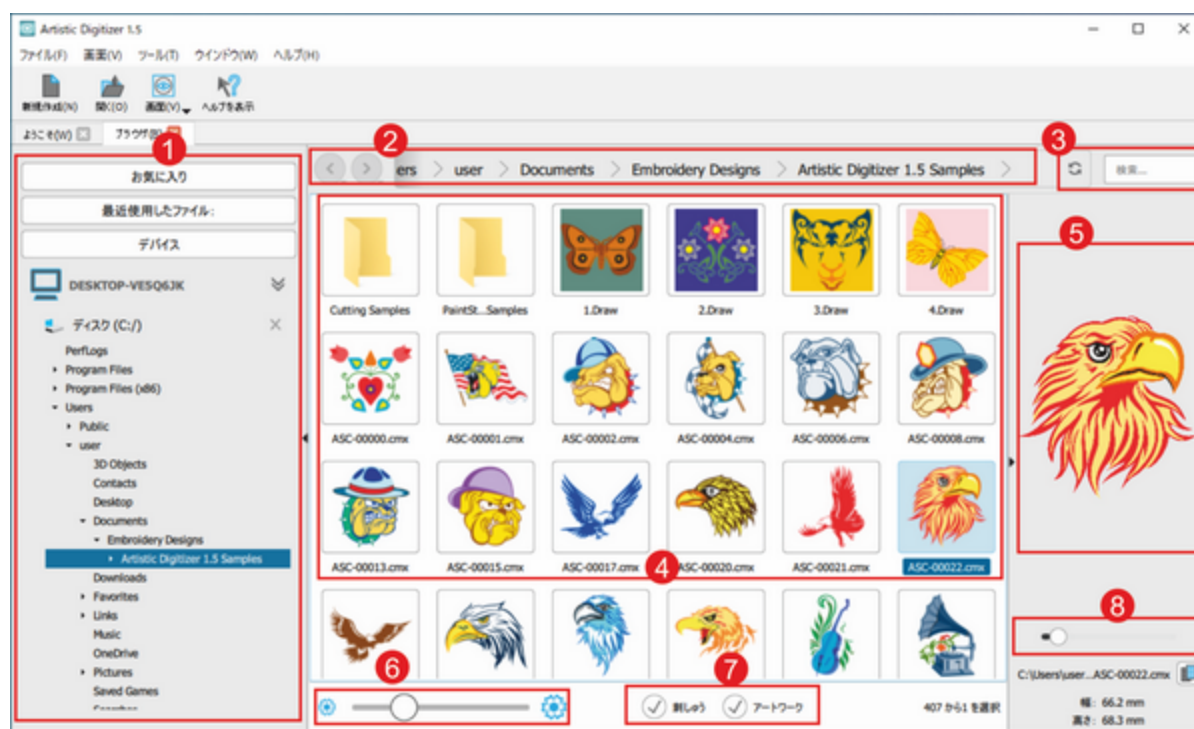 Artistic Digitizer 1.5
ファイル(F) 画面(V) ツール(T) ウインドウ(W) ヘルプ(H)
新規作成(N) 開く(O) 画面(V) ヘルプを表示
ようこそ(W) ブラウザ(B)
1
2
3
お気に入り
最近使用したファイル:
デバイス
DESKTOP-VESQ6JK
ディスク (C:/)
PerfLogs
Program Files
Program Files (x86)
Users
Public
user
3D Objects
Contacts
Desktop
Documents
Embroidery Designs
Artistic Digitizer 1.5 Samples
Downloads
Favorites
Links
Music
OneDrive
Pictures
Saved Games
ers user Documents Embroidery Designs Artistic Digitizer 1.5 Samples
検索...
Cutting Samples PaintSt...Samples 1.Draw 2.Draw 3.Draw 4.Draw
ASC-00000.cmx ASC-00001.cmx ASC-00002.cmx ASC-00004.cmx ASC-00006.cmx ASC-00008.cmx
ASC-00013.cmx ASC-00015.cmx ASC-00017.cmx ASC-00020.cmx ASC-00021.cmx ASC-00022.cmx
4
5
6
7
8
刺しゅう アートワーク
407 から1 を選択
C:\Users\user...ASC-00022.cmx
幅: 66.2 mm
高さ: 68.3 mm